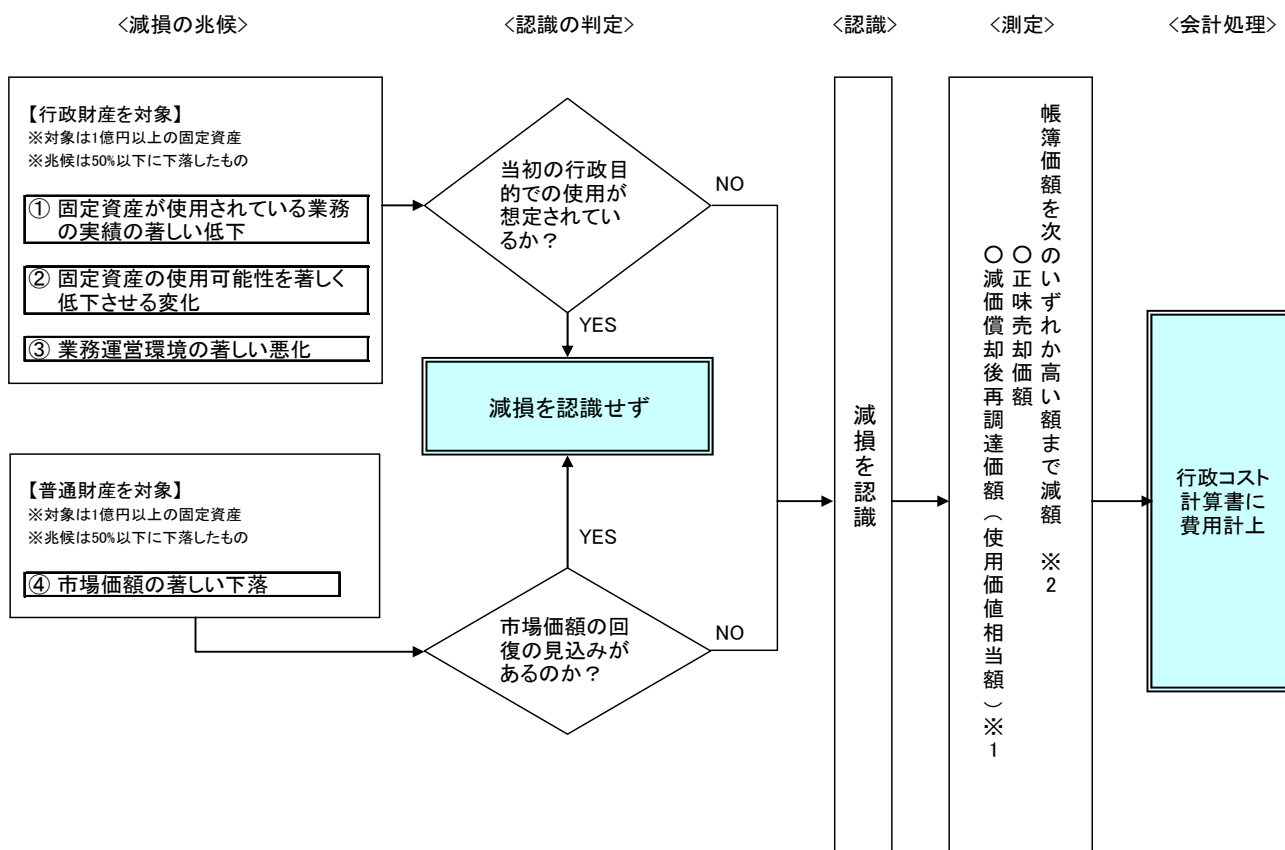 <減損の兆候>
<認識の判定>
<認識>
<測定>
<会計処理>
【行政財産を対象】
※対象は1億円以上の固定資産
※兆候は50%以下に下落したもの
① 固定資産が使用されている業務
の実績の著しい低下
② 固定資産の使用可能性を著しく
低下させる変化
③ 業務運営環境の著しい悪化
当初の行政目
的での使用が
想定されてい
るか?
NO
YES
減損を認識せず
【普通財産を対象】
※対象は1億円以上の固定資産
※兆候は50%以下に下落したもの
④ 市場価額の著しい下落
YES
市場価額の回
復の見込みが
あるのか?
NO
減損を認識
帳簿価額を次のいずれか高い額まで減額 ※2
〇正味売却価額
〇減価償却後再調達価額(使用価値相当額)※1
行政コスト
計算書に
費用計上